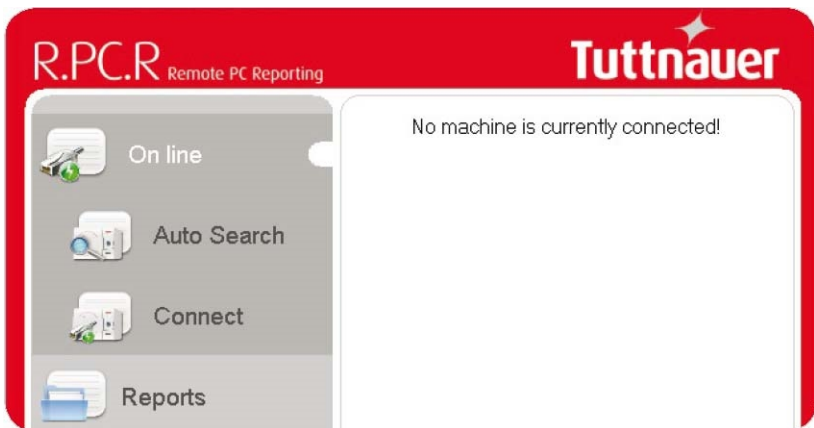 R.PC.R Remote PC Reporting
Tuttnauer
On line
Auto Search
Connect
Reports
No machine is currently connected!